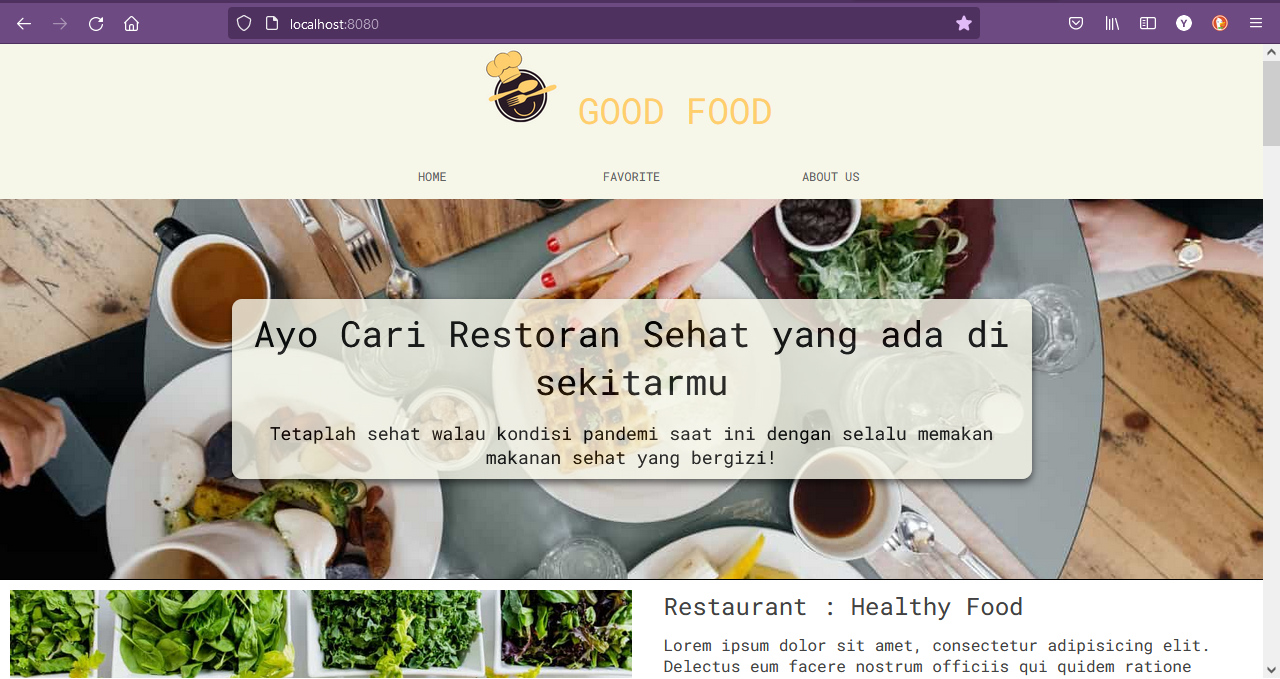 localhost:8080
Y
GOOD FOOD
HOME FAVORITE ABOUT US
Ayo Cari Restoran Sehat yang ada di
sekitarmu
Tetaplah sehat walau kondisi pandemi saat ini dengan selalu memakan
makanan sehat yang bergizi!
Restaurant : Healthy Food
Lorem ipsum dolor sit amet, consectetur adipisicing elit.
Delectus eum facere nostrum officiis qui quidem ratione